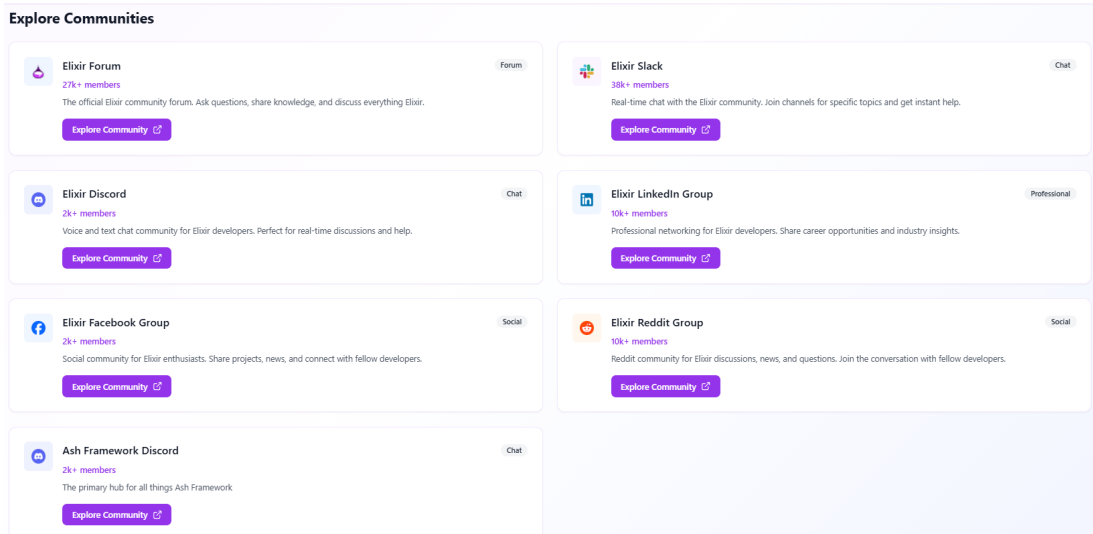 Explore Communities
Elixir Forum
Forum
27k+ members
The official Elixir community forum. Ask questions, share knowledge, and discuss everything Elixir.
Explore Community
Elixir Slack
Chat
38k+ members
Real-time chat with the Elixir community. Join channels for specific topics and get instant help.
Explore Community
Elixir Discord
Chat
2k+ members
Voice and text chat community for Elixir developers. Perfect for real-time discussions and help.
Explore Community
Elixir LinkedIn Group
Professional
10k+ members
Professional networking for Elixir developers. Share career opportunities and industry insights.
Explore Community
Elixir Facebook Group
Social
2k+ members
Social community for Elixir enthusiasts. Share projects, news, and connect with fellow developers.
Explore Community
Elixir Reddit Group
Social
10k+ members
Reddit community for Elixir discussions, news, and questions. Join the conversation with fellow developers.
Explore Community
Ash Framework Discord
Chat
2k+ members
The primary hub for all things Ash Framework
Explore Community